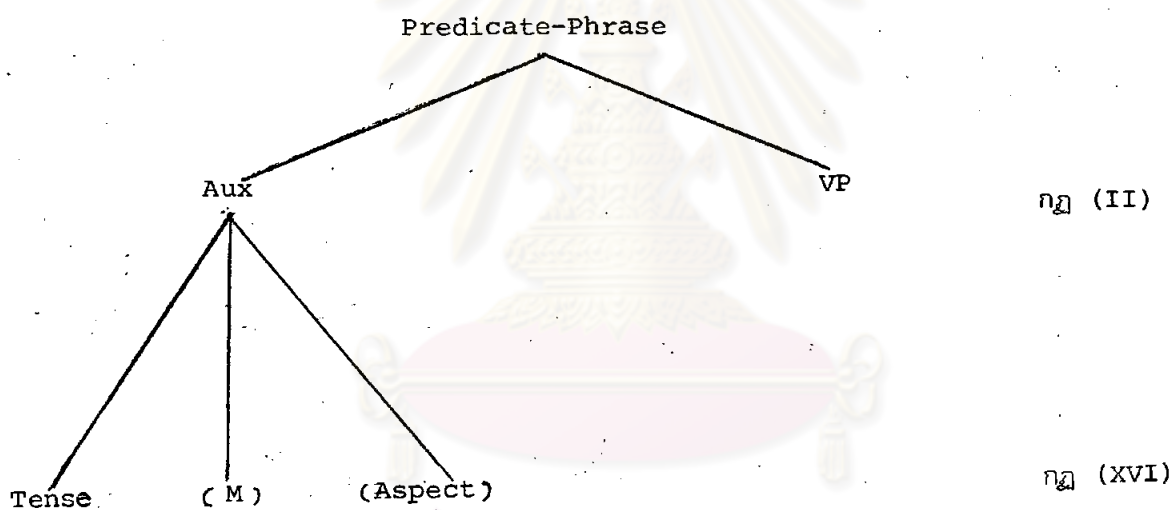 Predicate-Phrase
Aux VP กฎ (II)
Tense (M) (Aspect) กฎ (XVI)